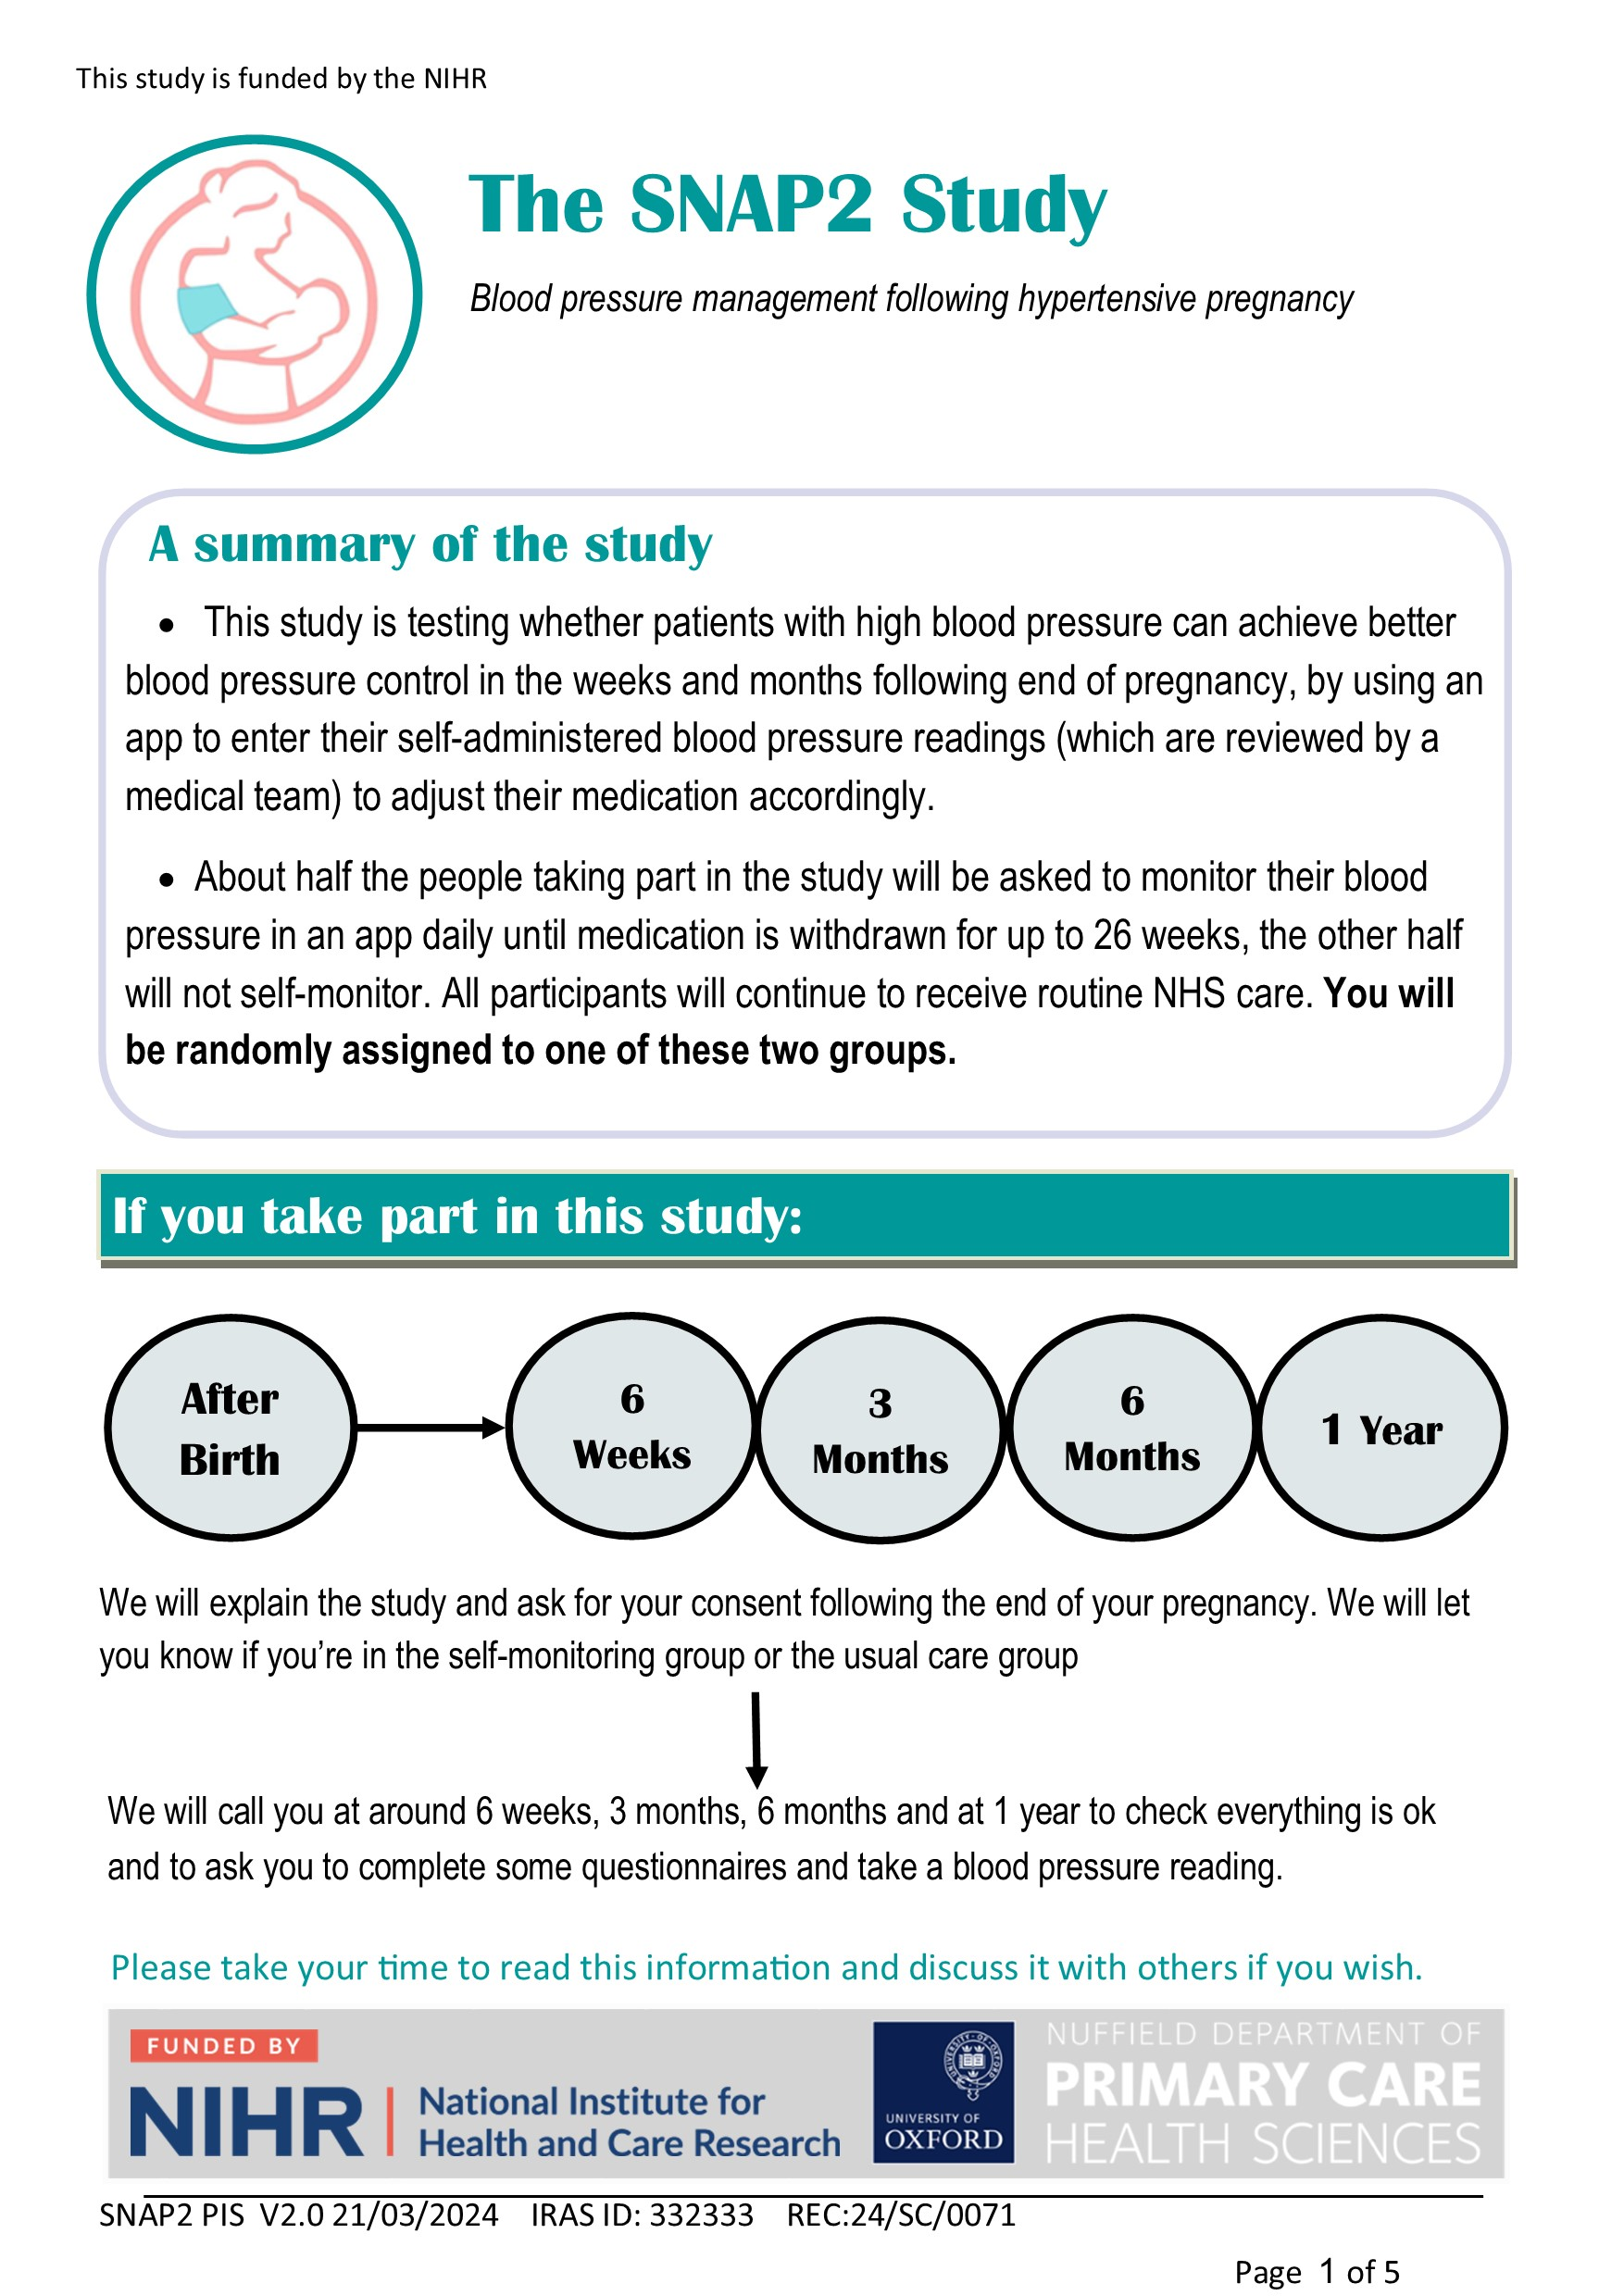 This study is funded by the NIHR
The SNAP2 Study
Blood pressure management following hypertensive pregnancy
A summary of the study
• This study is testing whether patients with high blood pressure can achieve better
blood pressure control in the weeks and months following end of pregnancy, by using an
app to enter their self-administered blood pressure readings (which are reviewed by a
medical team) to adjust their medication accordingly.
• About half the people taking part in the study will be asked to monitor their blood
pressure in an app daily until medication is withdrawn for up to 26 weeks, the other half
will not self-monitor. All participants will continue to receive routine NHS care. You will
be randomly assigned to one of these two groups.
If you take part in this study:
After
Birth
6
Weeks
3
Months
6
Months
1 Year
We will explain the study and ask for your consent following the end of your pregnancy. We will let
you know if you’re in the self-monitoring group or the usual care group
We will call you at around 6 weeks, 3 months, 6 months and at 1 year to check everything is ok
and to ask you to complete some questionnaires and take a blood pressure reading.
Please take your time to read this information and discuss it with others if you wish.
FUNDED BY
NIHR
National Institute for
Health and Care Research
UNIVERSITY OF
OXFORD
NUFFIELD DEPARTMENT OF
PRIMARY CARE
HEALTH SCIENCES
SNAP2 PIS V2.0 21/03/2024 IRAS ID: 332333 REC:24/SC/0071
Page 1 of 5